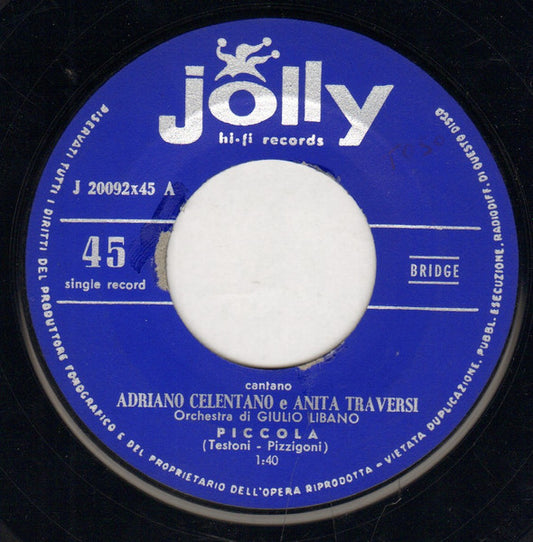 jolly
hi-fi records
J 20092x45 A
45
single record
BRIDGE
cantano
ADRIANO CELENTANO e ANITA TRAVERSI
Orchestra di GIULIO LIBANO
PICCOLA
(Testoni - Pizzigoni)
1:40
RISERVATI TUTTI I DIRITTI DEL PRODUTTORE FONOGRAFICO E DEL PROPRIETARIO DELL'OPERA RIPRODOTTA - VIETATA DUPLICAZIONE, PUBBL. ESECUZIONE, RADIODIFF. DI QUESTO DISCO